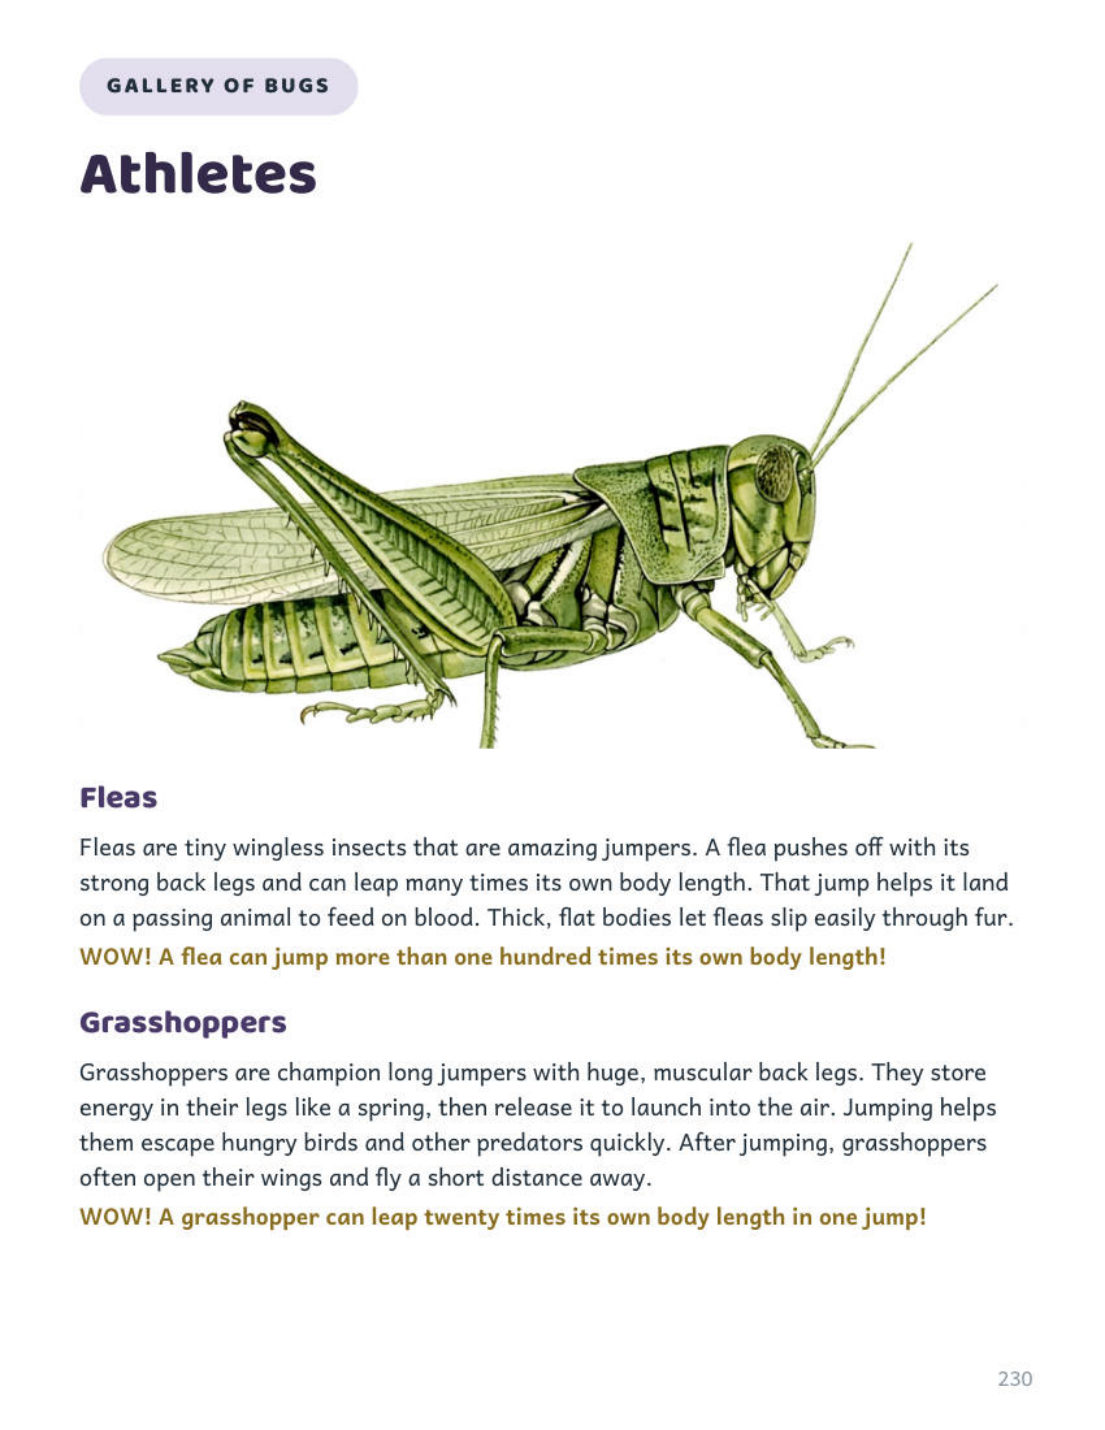 GALLERY OF BUGS
Athletes
Fleas
Fleas are tiny wingless insects that are amazing jumpers. A flea pushes off with its
strong back legs and can leap many times its own body length. That jump helps it land
on a passing animal to feed on blood. Thick, flat bodies let fleas slip easily through fur.
WOW! A flea can jump more than one hundred times its own body length!
Grasshoppers
Grasshoppers are champion long jumpers with huge, muscular back legs. They store
energy in their legs like a spring, then release it to launch into the air. Jumping helps
them escape hungry birds and other predators quickly. After jumping, grasshoppers
often open their wings and fly a short distance away.
WOW! A grasshopper can leap twenty times its own body length in one jump!
230